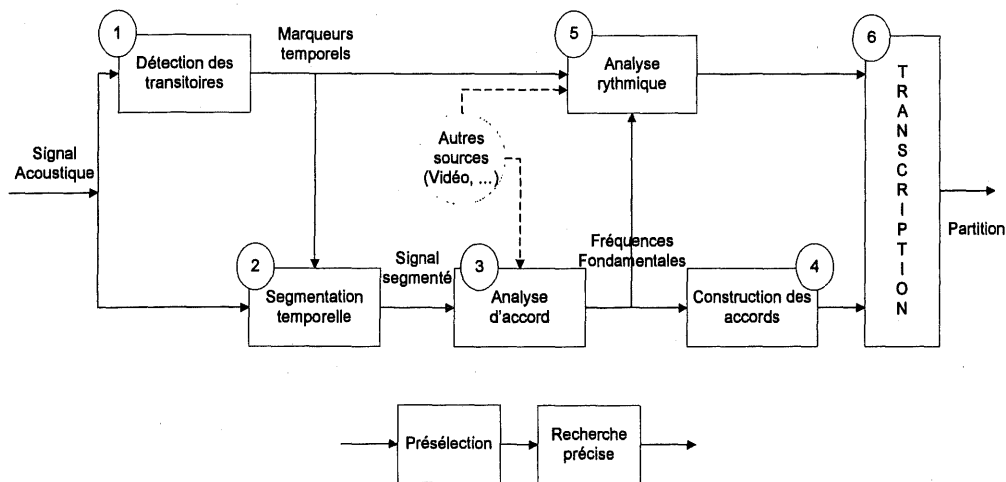 1
Détection des
transitoires
Marqueurs
temporels
5
Analyse
rythmique
6
TRANSCRIPTION
Signal
Acoustique
Autres
sources
(Vidéo, ...)
Partition
2
Segmentation
temporelle
Signal
segmenté
3
Analyse
d'accord
Fréquences
Fondamentales
4
Construction des
accords
Présélection
Recherche
précise